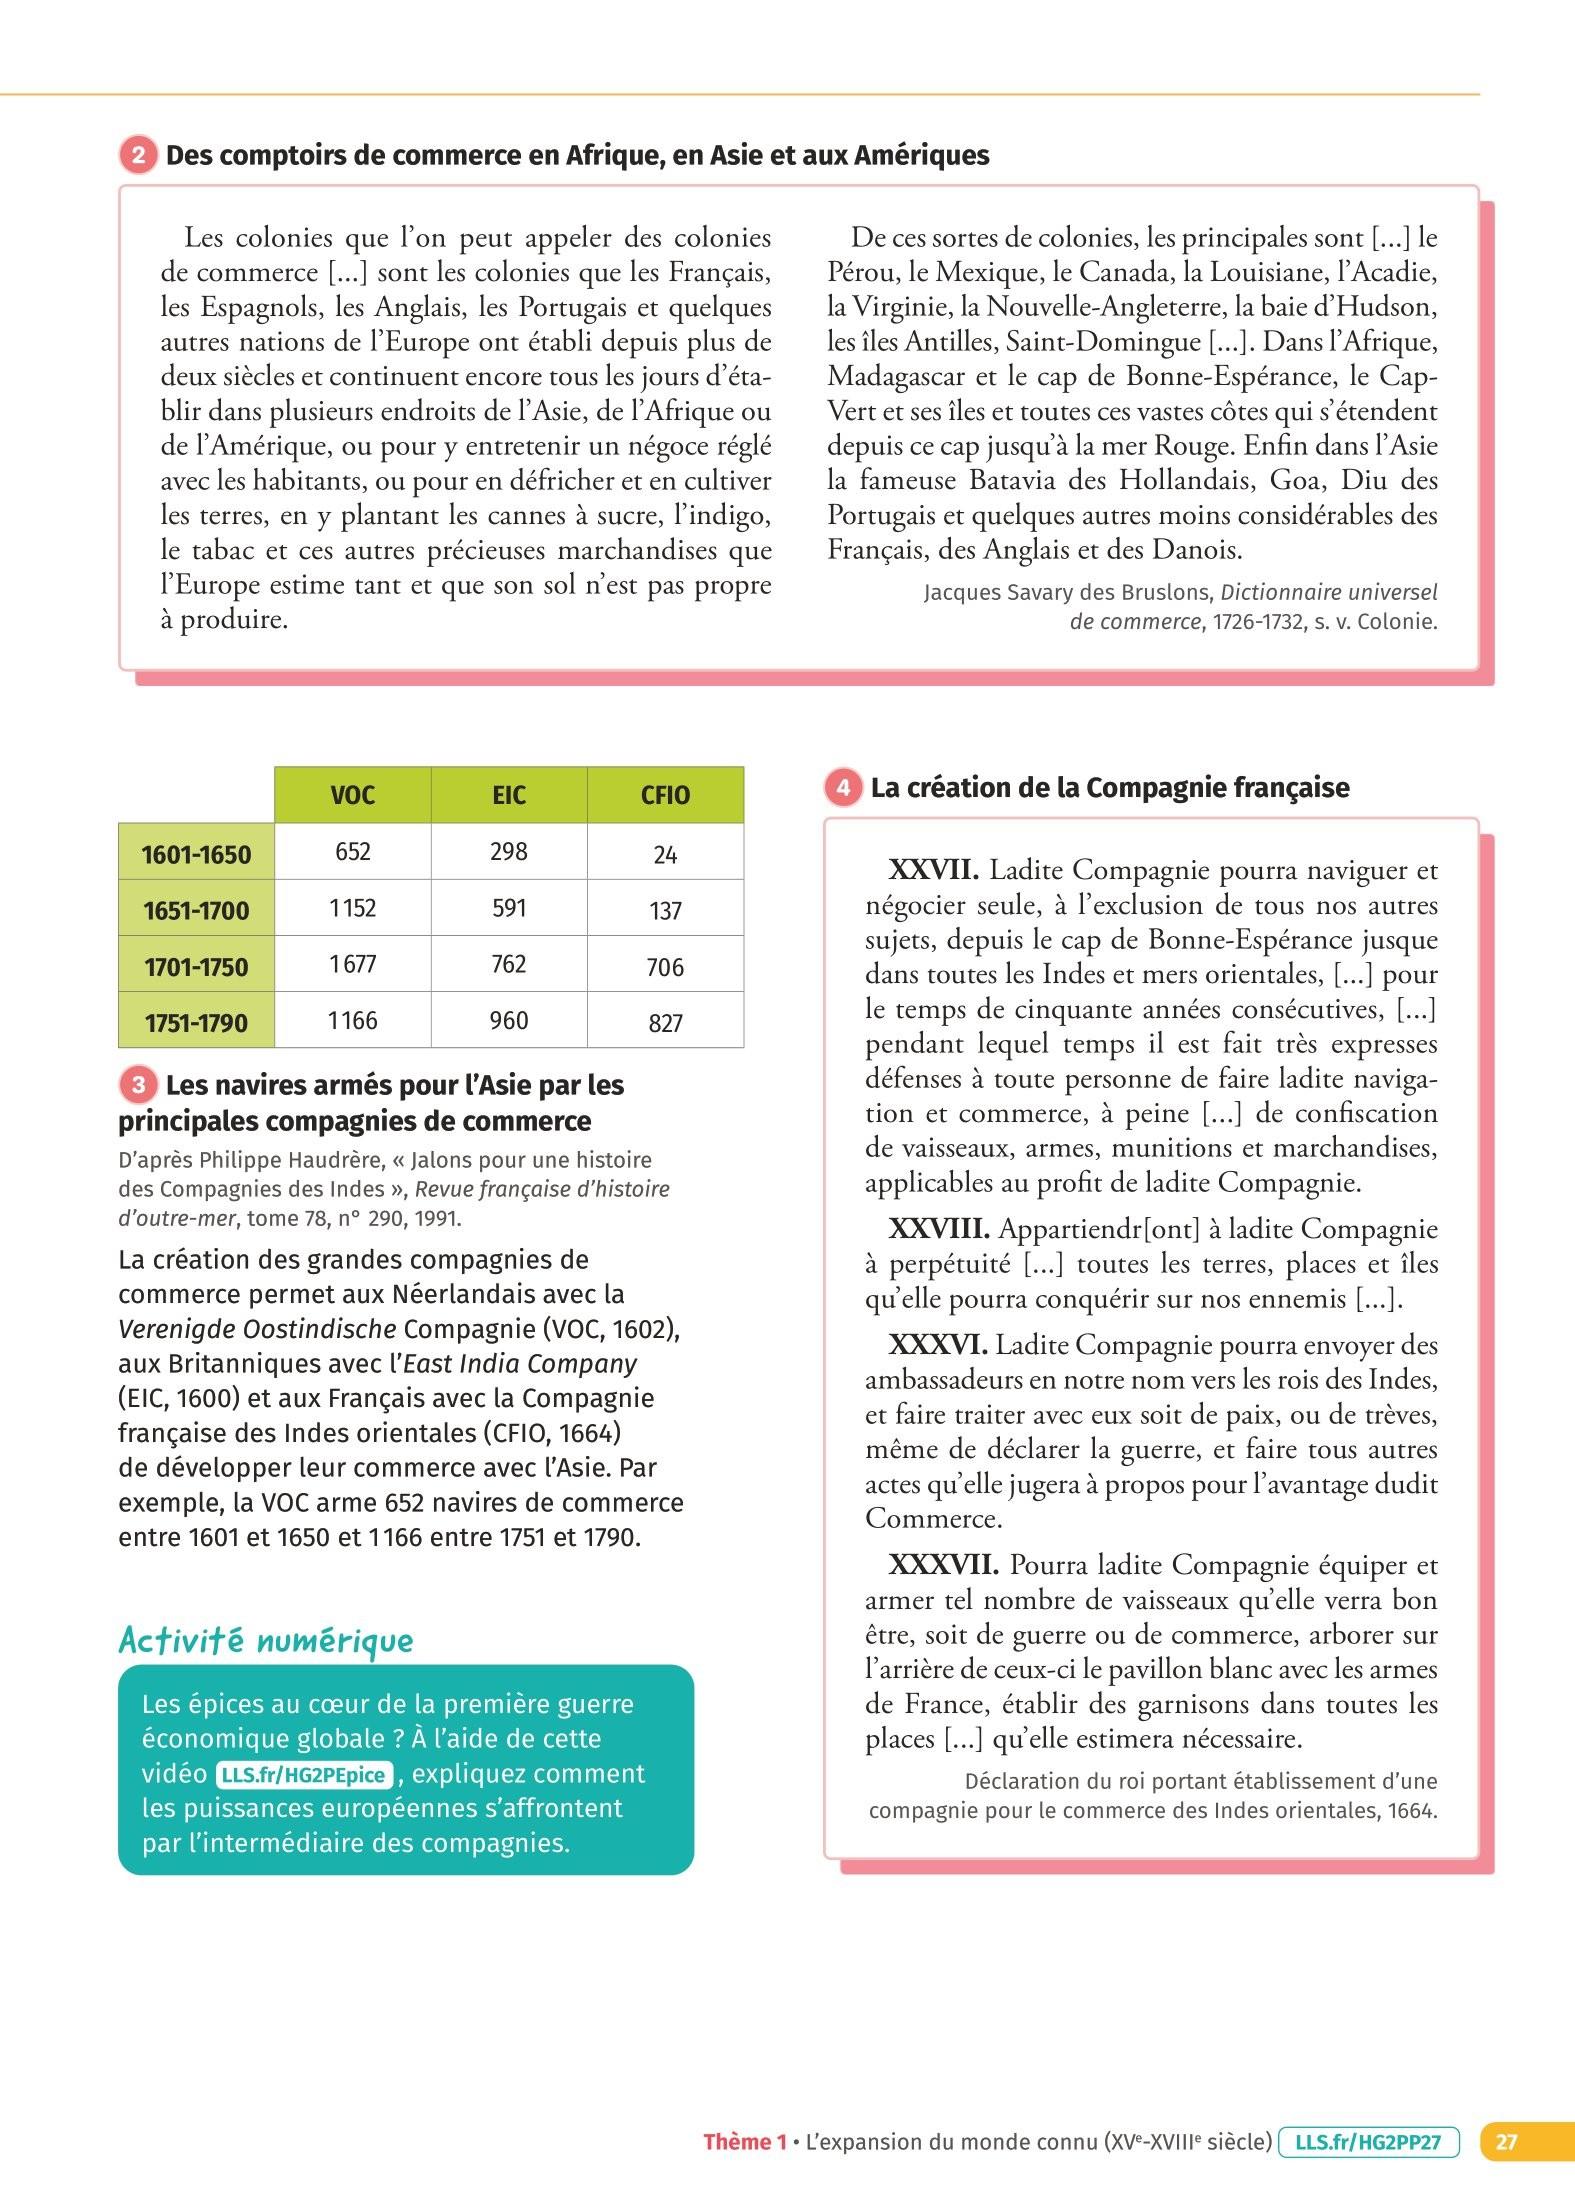 2 Des comptoirs de commerce en Afrique, en Asie et aux Amériques
Les colonies que l’on peut appeler des colonies
de commerce [...] sont les colonies que les Français,
les Espagnols, les Anglais, les Portugais et quelques
autres nations de l’Europe ont établi depuis plus de
deux siècles et continuent encore tous les jours d’éta-
blir dans plusieurs endroits de l’Asie, de l’Afrique ou
de l’Amérique, ou pour y entretenir un négoce réglé
avec les habitants, ou pour en défricher et en cultiver
les terres, en y plantant les cannes à sucre, l’indigo,
le tabac et ces autres précieuses marchandises que
l’Europe estime tant et que son sol n’est pas propre
à produire.
De ces sortes de colonies, les principales sont [...] le
Pérou, le Mexique, le Canada, la Louisiane, l’Acadie,
la Virginie, la Nouvelle-Angleterre, la baie d’Hudson,
les îles Antilles, Saint-Domingue [...]. Dans l’Afrique,
Madagascar et le cap de Bonne-Espérance, le Cap-
Vert et ses îles et toutes ces vastes côtes qui s’étendent
depuis ce cap jusqu’à la mer Rouge. Enfin dans l’Asie
la fameuse Batavia des Hollandais, Goa, Diu des
Portugais et quelques autres moins considérables des
Français, des Anglais et des Danois.
Jacques Savary des Bruslons, Dictionnaire universel
de commerce, 1726-1732, s. v. Colonie.
VOC EIC CFIO
1601-1650 652 298 24
1651-1700 1152 591 137
1701-1750 1677 762 706
1751-1790 1166 960 827
3 Les navires armés pour l’Asie par les
principales compagnies de commerce
D’après Philippe Haudrère, « Jalons pour une histoire
des Compagnies des Indes », Revue française d’histoire
d’outre-mer, tome 78, n° 290, 1991.
La création des grandes compagnies de
commerce permet aux Néerlandais avec la
Verenigde Oostindische Compagnie (VOC, 1602),
aux Britanniques avec l’East India Company
(EIC, 1600) et aux Français avec la Compagnie
française des Indes orientales (CFIO, 1664)
de développer leur commerce avec l’Asie. Par
exemple, la VOC arme 652 navires de commerce
entre 1601 et 1650 et 1166 entre 1751 et 1790.
Activité numérique
Les épices au cœur de la première guerre
économique globale ? À l’aide de cette
vidéo LLS.fr/HG2PEpice , expliquez comment
les puissances européennes s’affrontent
par l’intermédiaire des compagnies.
4 La création de la Compagnie française
XXVII. Ladite Compagnie pourra naviguer et
négocier seule, à l’exclusion de tous nos autres
sujets, depuis le cap de Bonne-Espérance jusque
dans toutes les Indes et mers orientales, [...] pour
le temps de cinquante années consécutives, [...]
pendant lequel temps il est fait très expresses
défenses à toute personne de faire ladite naviga-
tion et commerce, à peine [...] de confiscation
de vaisseaux, armes, munitions et marchandises,
applicables au profit de ladite Compagnie.
XXVIII. Appartiendr[ont] à ladite Compagnie
à perpétuité [...] toutes les terres, places et îles
qu’elle pourra conquérir sur nos ennemis [...].
XXXVI. Ladite Compagnie pourra envoyer des
ambassadeurs en notre nom vers les rois des Indes,
et faire traiter avec eux soit de paix, ou de trèves,
même de déclarer la guerre, et faire tous autres
actes qu’elle jugera à propos pour l’avantage dudit
Commerce.
XXXVII. Pourra ladite Compagnie équiper et
armer tel nombre de vaisseaux qu’elle verra bon
être, soit de guerre ou de commerce, arborer sur
l’arrière de ceux-ci le pavillon blanc avec les armes
de France, établir des garnisons dans toutes les
places [...] qu’elle estimera nécessaire.
Déclaration du roi portant établissement d’une
compagnie pour le commerce des Indes orientales, 1664.
Thème 1 • L’expansion du monde connu (XVe-XVIIIe siècle) LLS.fr/HG2PP27 27